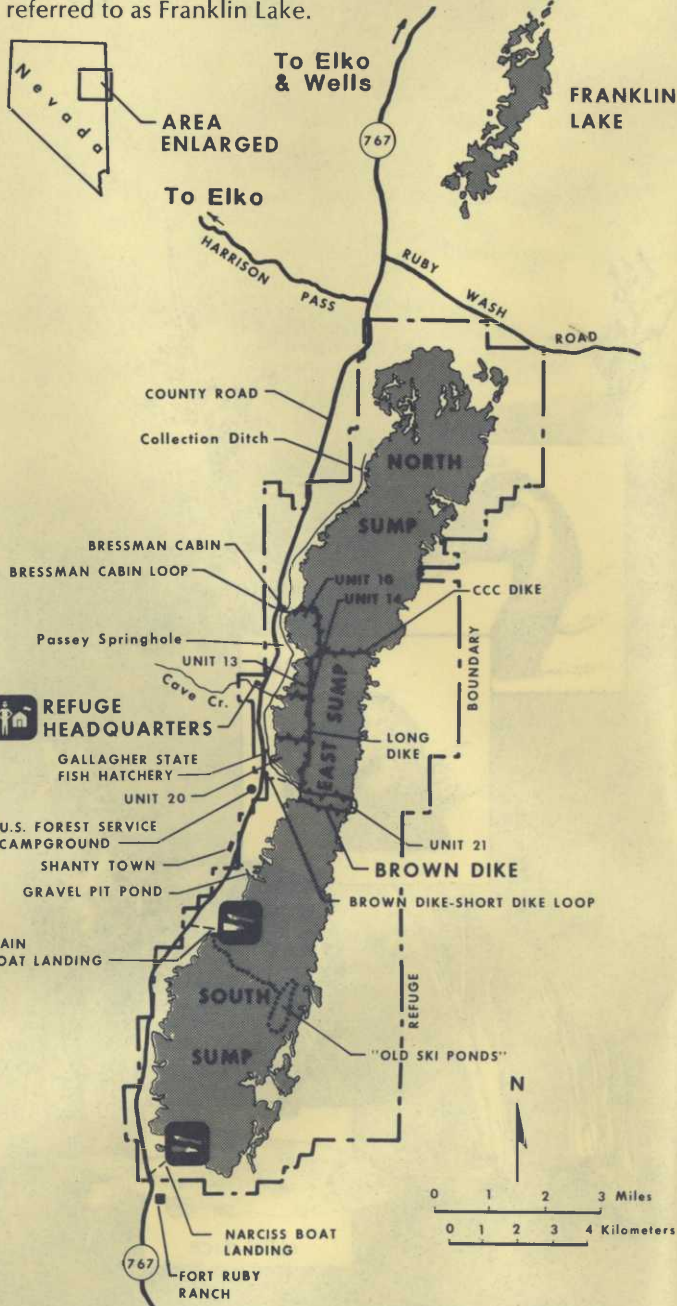 referred to as Franklin Lake.
To Elko
& Wells
Nevada
AREA
ENLARGED
FRANKLIN
LAKE
767
To Elko
HARRISON
PASS
RUBY
WASH
ROAD
COUNTY ROAD
Collection Ditch
NORTH
SUMP
BRESSMAN CABIN
BRESSMAN CABIN LOOP
UNIT 10
UNIT 14
CCC DIKE
Passey Springhole
UNIT 13
Cave Cr.
BOUNDARY
REFUGE
HEADQUARTERS
EAST SUMP
LONG
DIKE
GALLAGHER STATE
FISH HATCHERY
UNIT 20
U.S. FOREST SERVICE
CAMPGROUND
UNIT 21
SHANTY TOWN
BROWN DIKE
GRAVEL PIT POND
BROWN DIKE-SHORT DIKE LOOP
AIN
OAT LANDING
SOUTH
SUMP
REFUGE
"OLD SKI PONDS"
N
0 1 2 3 Miles
0 1 2 3 4 Kilometers
NARCISS BOAT
LANDING
767
FORT RUBY
RANCH